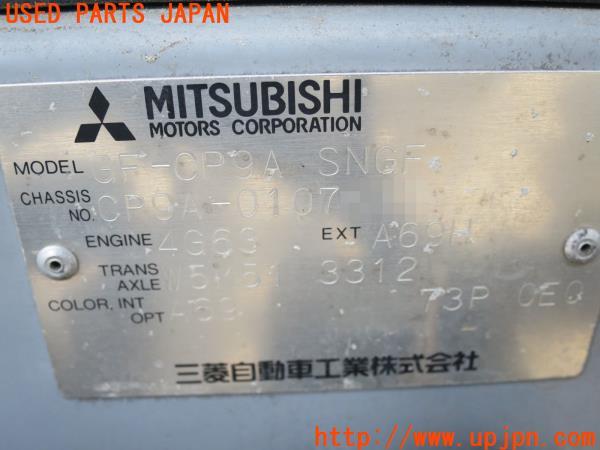 USED PARTS JAPAN
MITSUBISHI
MOTORS CORPORATION
MODEL GF-CP9A SNGF
CHASSIS NO. CP9A-0107
ENGINE 4G63 EXT A69H
TRANS AXLE W5M51 3312
COLOR, INT OPT A69 73P 0E0
三菱自動車工業株式会社
http://www.upjpn.com/